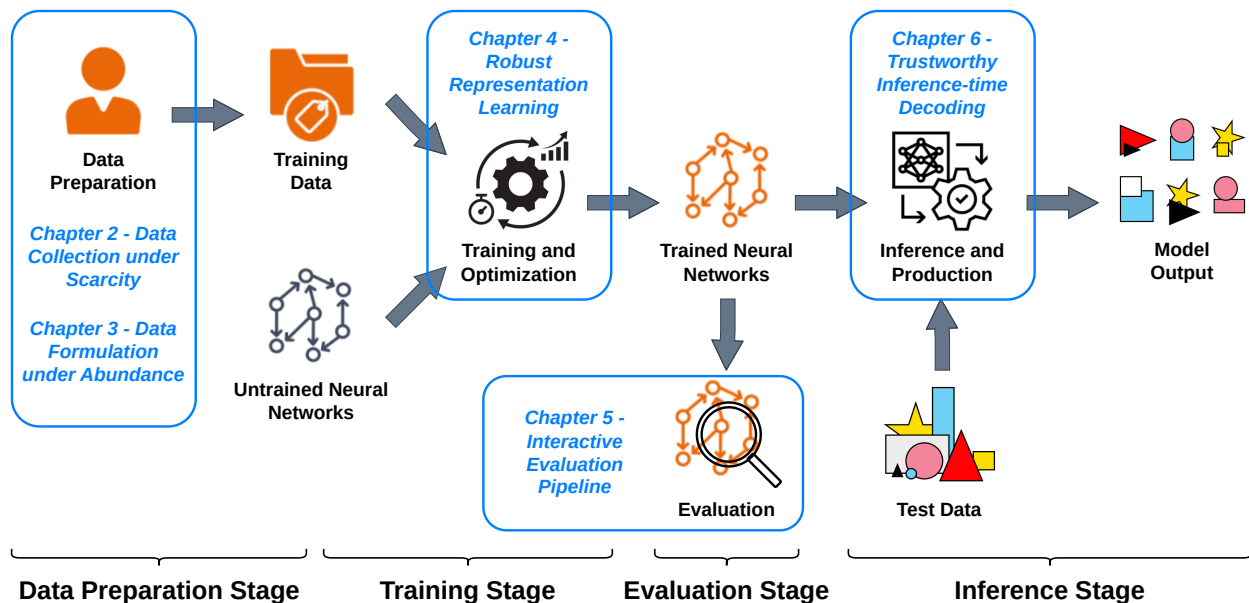 Data
Preparation
Chapter 2 - Data
Collection under
Scarcity
Chapter 3 - Data
Formulation
under Abundance
Training
Data
Untrained Neural
Networks
Chapter 4 -
Robust
Representation
Learning
Training and
Optimization
Trained Neural
Networks
Chapter 5 -
Interactive
Evaluation
Pipeline
Evaluation
Chapter 6 -
Trustworthy
Inference-time
Decoding
Inference and
Production
Test Data
Model
Output
Data Preparation Stage
Training Stage
Evaluation Stage
Inference Stage